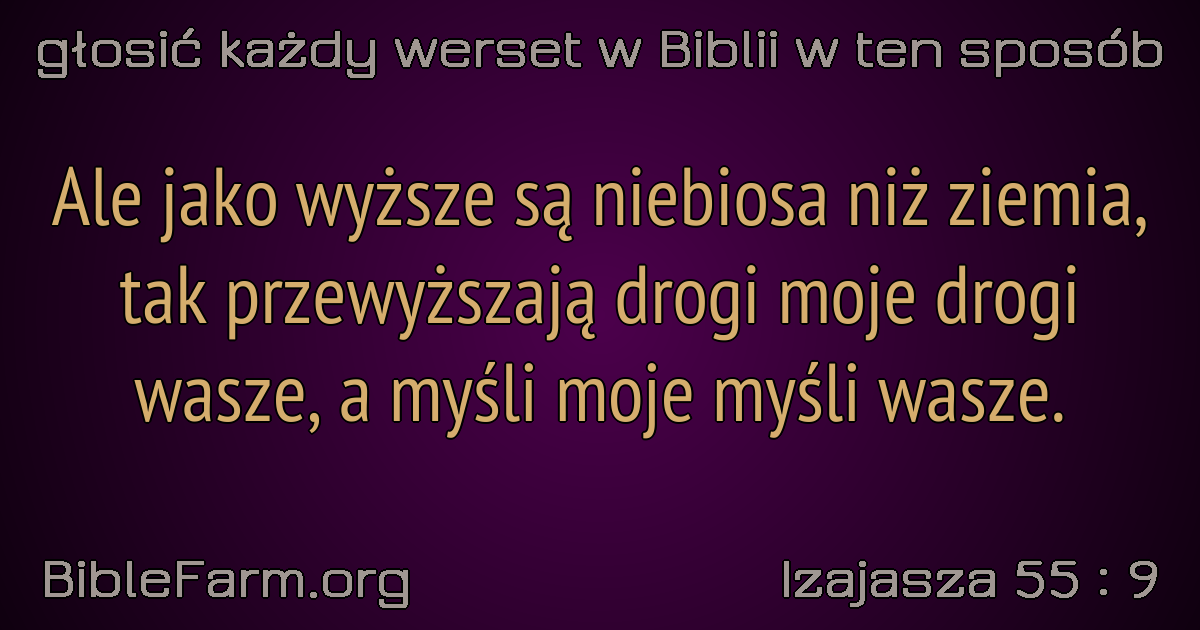 głosić każdy werset w Biblii w ten sposób
Ale jako wyższe są niebiosa niż ziemia,
tak przewyższają drogi moje drogi
wasze, a myśli moje myśli wasze.
BibleFarm.org
Izajasza 55 : 9